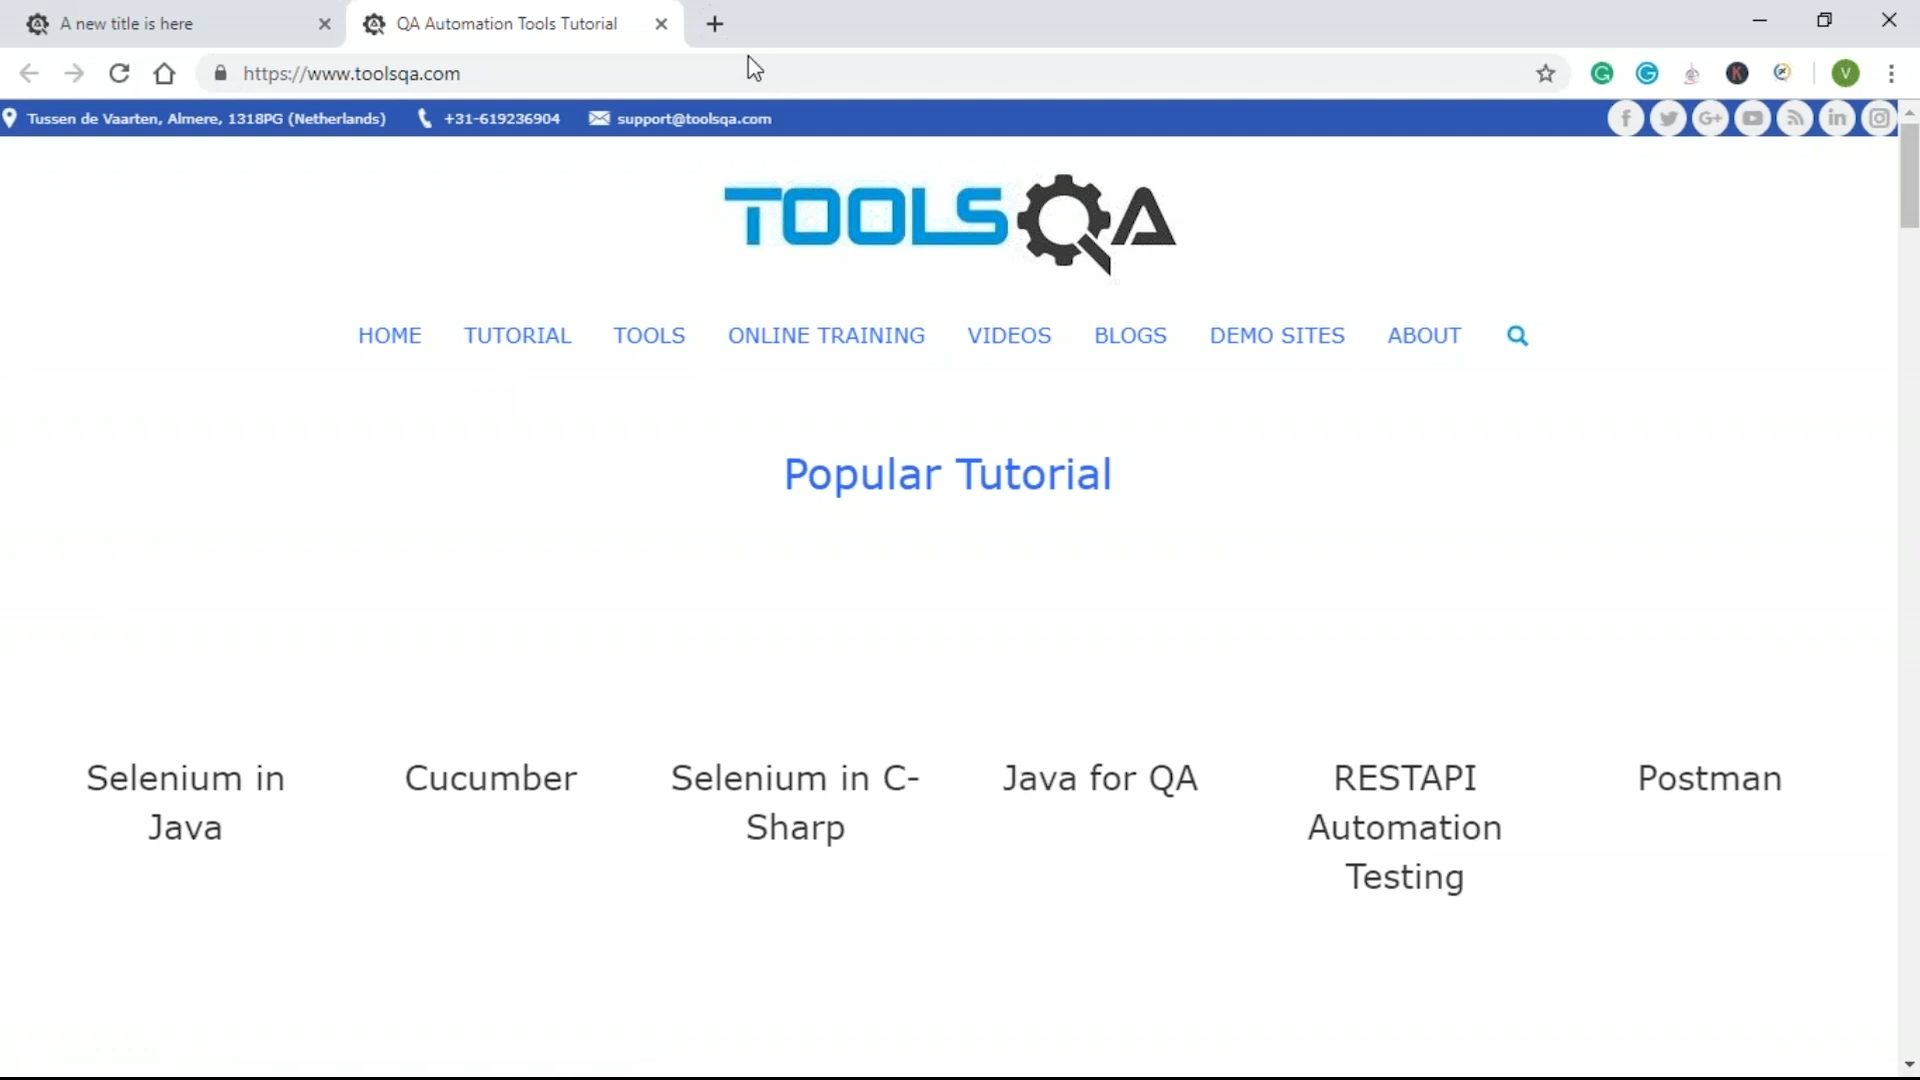 A new title is here
QA Automation Tools Tutorial
https://www.toolsqa.com
K
V
Tussen de Vaarten, Almere, 1318PG (Netherlands)
+31-619236904
support@toolsqa.com
f
G+
in
TOOLSQA
HOME
TUTORIAL
TOOLS
ONLINE TRAINING
VIDEOS
BLOGS
DEMO SITES
ABOUT
Popular Tutorial
Selenium in
Java
Cucumber
Selenium in C-
Sharp
Java for QA
RESTAPI
Automation
Testing
Postman